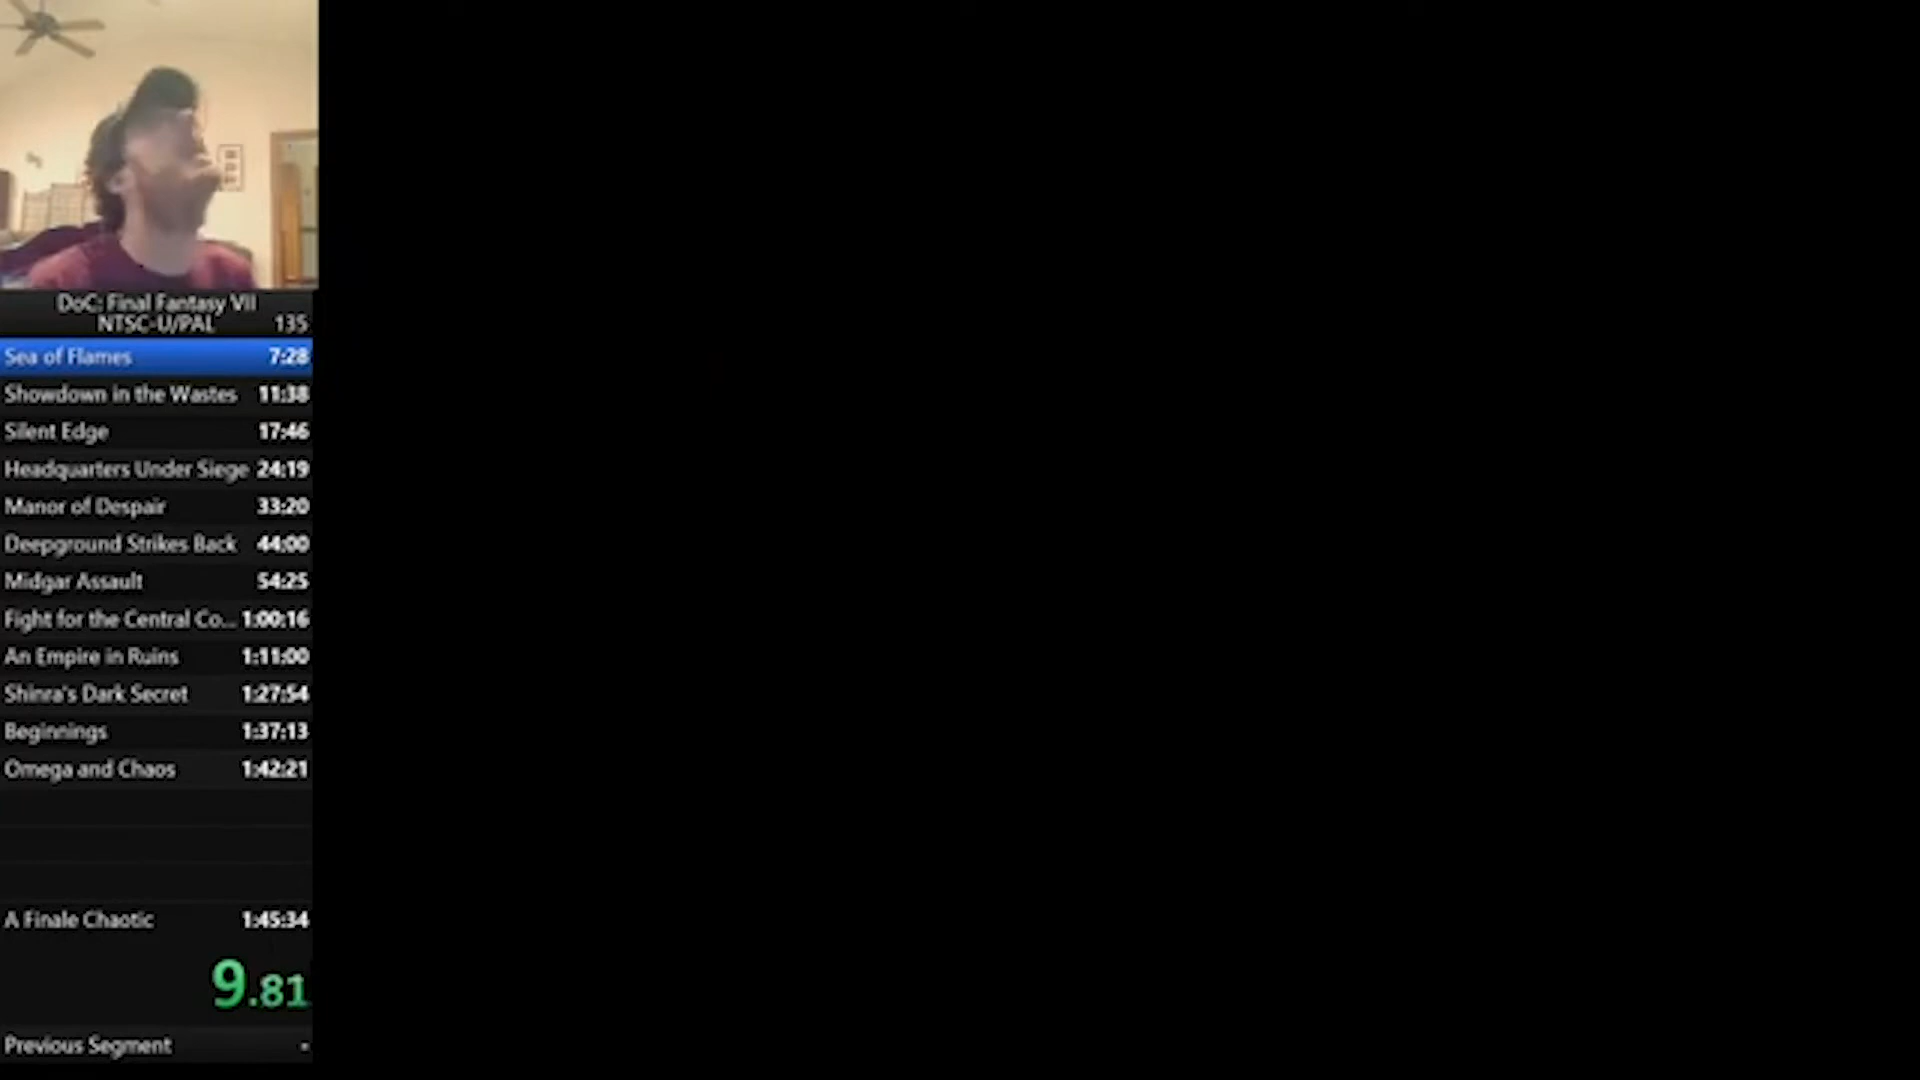 DoC: Final Fantasy VII
NTSC-U/PAL 135
Sea of Flames 7:28
Showdown in the Wastes 11:38
Silent Edge 17:46
Headquarters Under Siege 24:19
Manor of Despair 33:20
Deepground Strikes Back 44:00
Midgar Assault 54:25
Fight for the Central Co... 1:00:16
An Empire in Ruins 1:11:00
Shinra's Dark Secret 1:27:54
Beginnings 1:37:13
Omega and Chaos 1:42:21
A Finale Chaotic 1:45:34
9.81
Previous Segment -